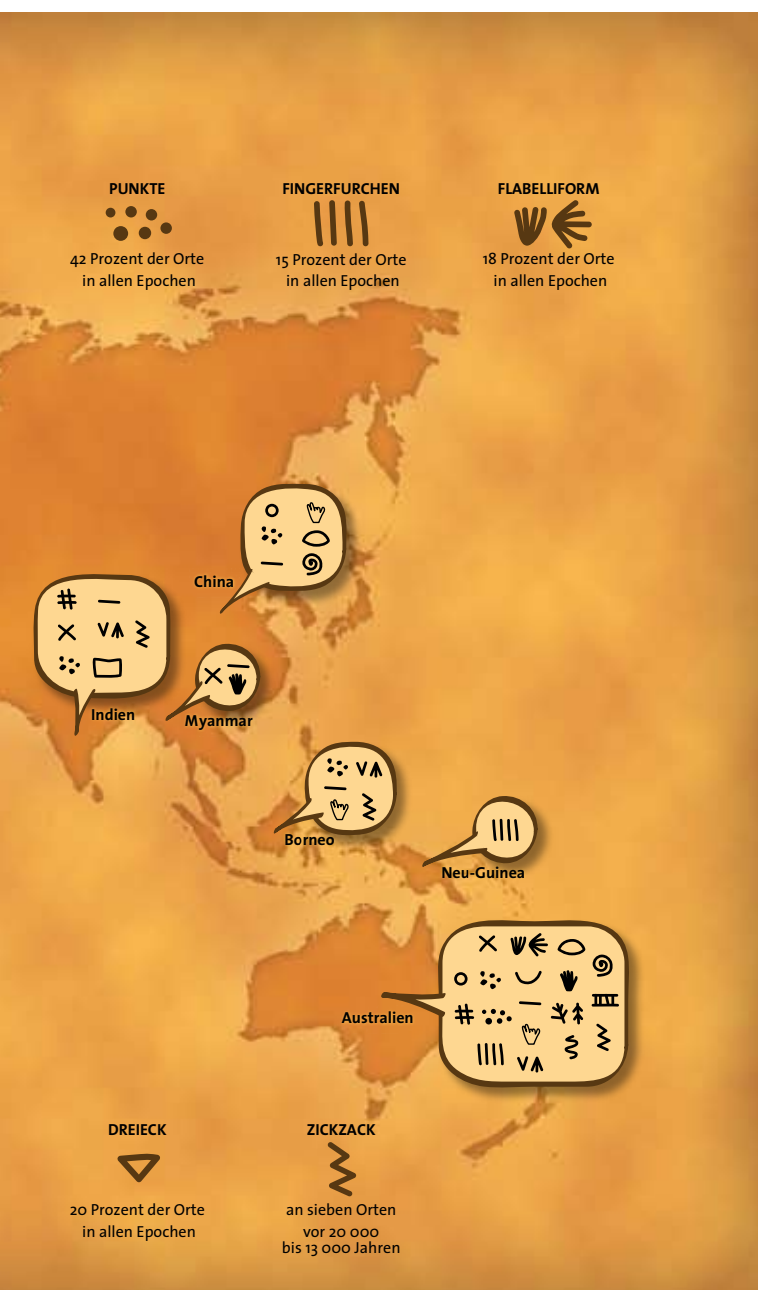 PUNKTE
42 Prozent der Orte
in allen Epochen
FINGERFURCHEN
15 Prozent der Orte
in allen Epochen
FLABELLIFORM
18 Prozent der Orte
in allen Epochen
China
Indien
Myanmar
Borneo
Neu-Guinea
Australien
DREIECK
20 Prozent der Orte
in allen Epochen
ZICKZACK
an sieben Orten
vor 20 000
bis 13 000 Jahren